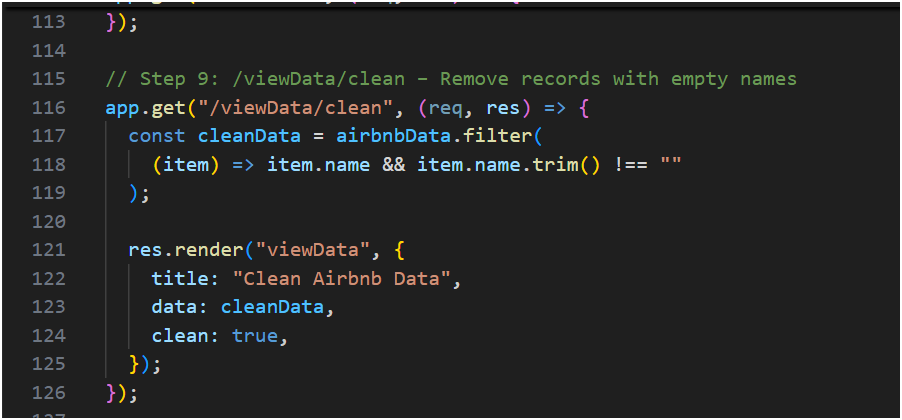 113 });
114
115 // Step 9: /viewData/clean – Remove records with empty names
116 app.get("/viewData/clean", (req, res) => {
117   const cleanData = airbnbData.filter(
118     (item) => item.name && item.name.trim() !== ""
119   );
120
121   res.render("viewData", {
122     title: "Clean Airbnb Data",
123     data: cleanData,
124     clean: true,
125   });
126 });